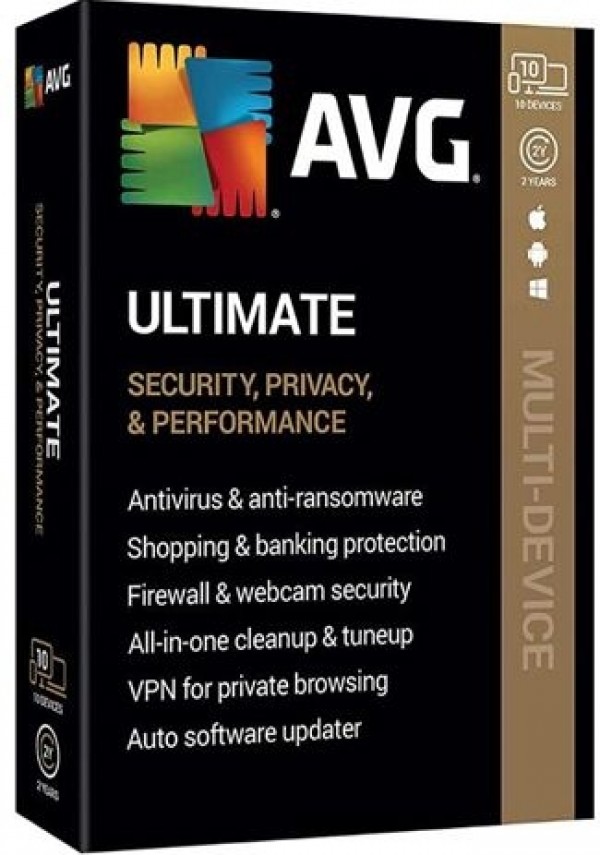 AVG
ULTIMATE
SECURITY, PRIVACY, & PERFORMANCE
10
10 DEVICES
2Y
2 YEARS
AVG
®
®
ULTIMATE
SECURITY, PRIVACY,
& PERFORMANCE
Antivirus & anti-ransomware
Shopping & banking protection
Firewall & webcam security
All-in-one cleanup & tuneup
VPN for private browsing
Auto software updater
10
10 DEVICES
2Y
2 YEARS
MULTI-DEVICE